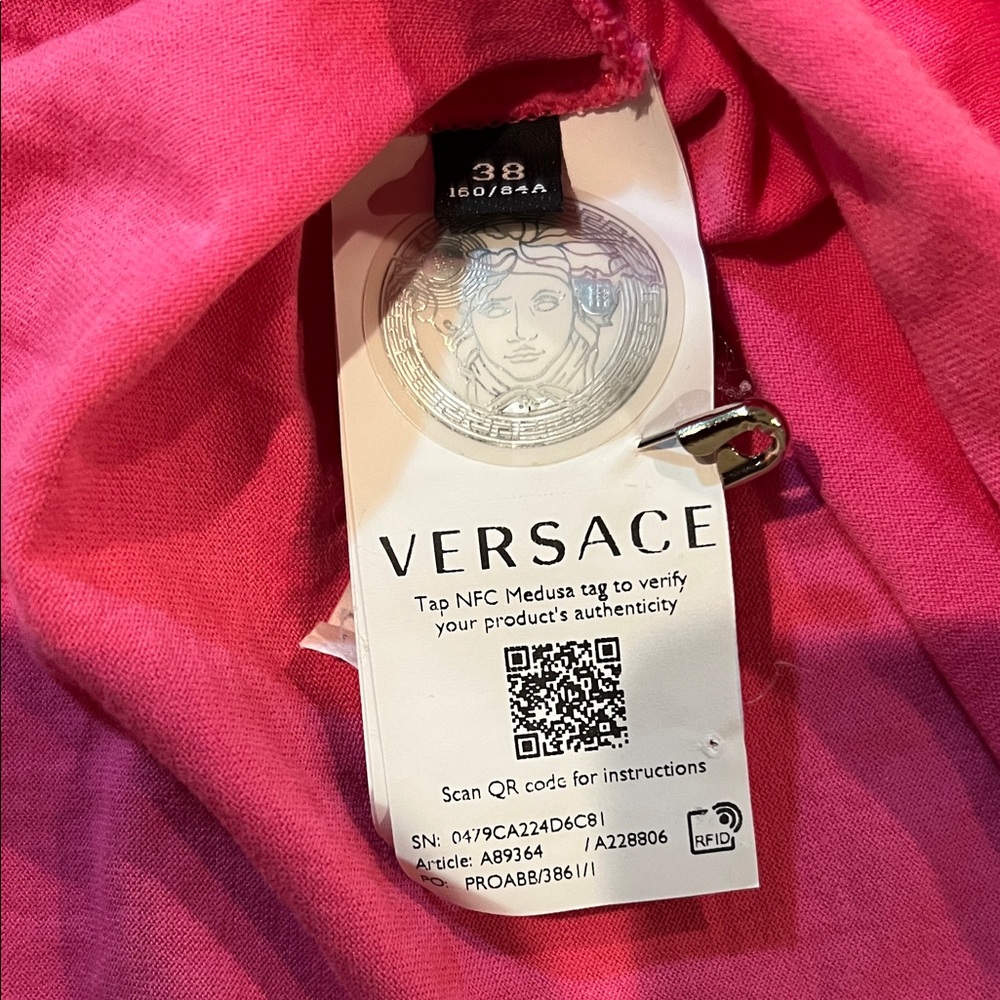 38
160/84A
VERSACE
Tap NFC Medusa tag to verify
your product's authenticity
Scan QR code for instructions
SN: 0479CA224D6C81
Article: A89364 / A228806
PO: PROABB/3861/1
RFID